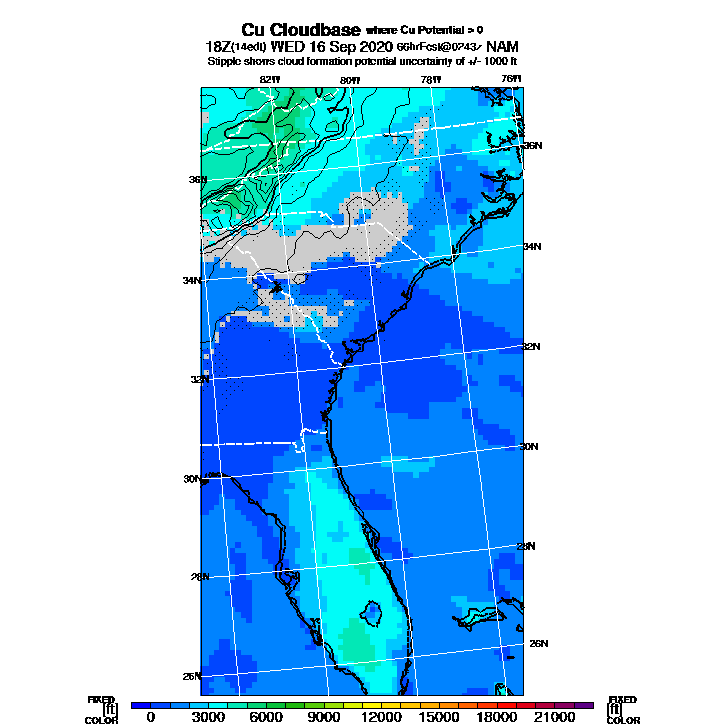 Cu Cloudbase where Cu Potential > 0
18Z(14edt) WED 16 Sep 2020 66hrFcst@0243z NAM
Stipple shows cloud formation potential uncertainty of +/- 1000 ft
82W 80W 78W 76W
36N 36N
34N 34N
32N 32N
30N 30N
28N 28N
26N 26N
FIXED FIXED
[ft] [ft]
COLOR COLOR
0 3000 6000 9000 12000 15000 18000 21000